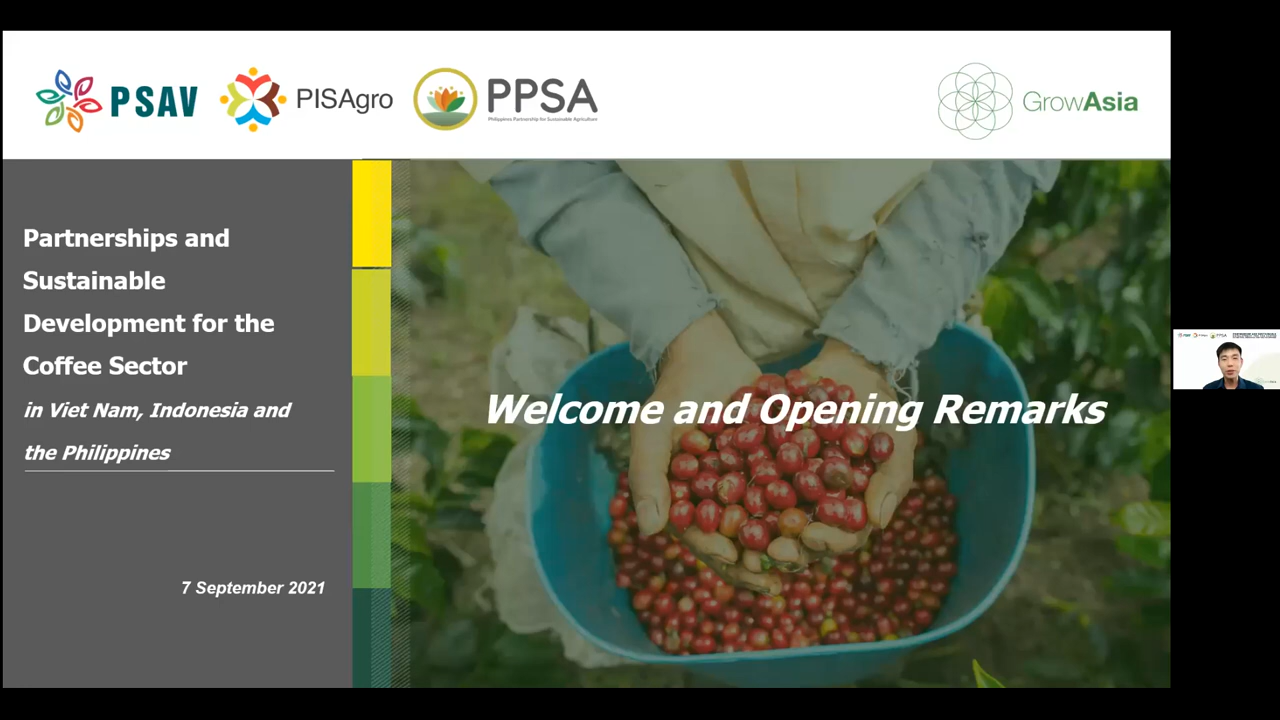 PSAV
PISAgro
PPSA
Philippines Partnership for Sustainable Agriculture
GrowAsia
Partnerships and
Sustainable
Development for the
Coffee Sector
in Viet Nam, Indonesia and
the Philippines
7 September 2021
Welcome and Opening Remarks